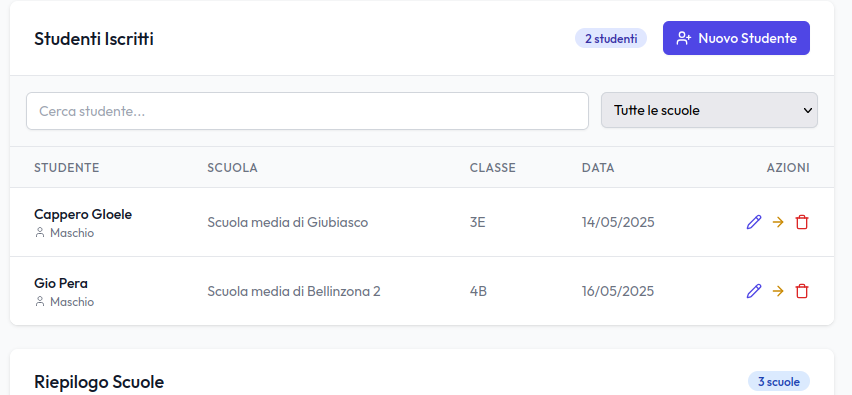 Studenti Iscritti
2 studenti
Nuovo Studente
Cerca studente...
Tutte le scuole
STUDENTE SCUOLA CLASSE DATA AZIONI
Cappero Gloele
Maschio
Scuola media di Giubiasco 3E 14/05/2025
Gio Pera
Maschio
Scuola media di Bellinzona 2 4B 16/05/2025
Riepilogo Scuole
3 scuole